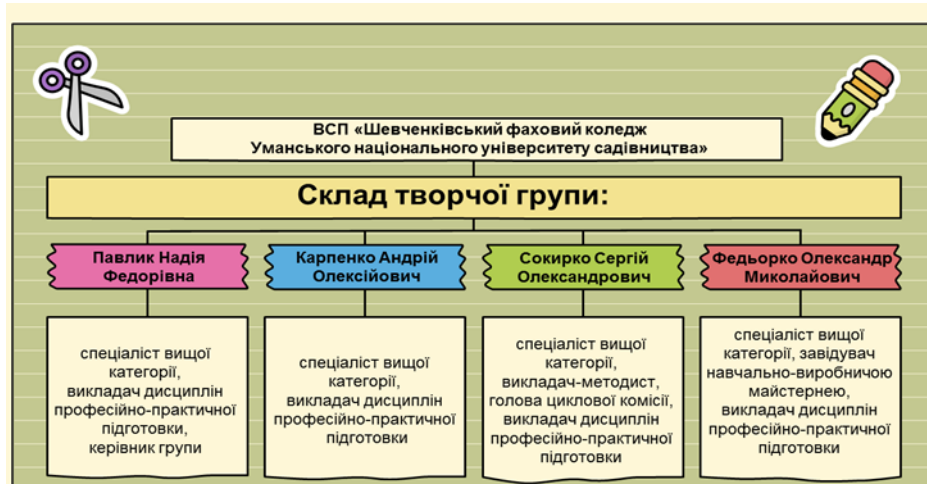 ВСП «Шевченківський фаховий коледж
Уманського національного університету садівництва»
Склад творчої групи:
Павлик Надія
Федорівна
Карпенко Андрій
Олексійович
Сокирко Сергій
Олександрович
Федьорко Олександр
Миколайович
спеціаліст вищої
категорії,
викладач дисциплін
професійно-практичної
підготовки,
керівник групи
спеціаліст вищої
категорії,
викладач дисциплін
професійно-практичної
підготовки
спеціаліст вищої
категорії,
викладач-методист,
голова циклової комісії,
викладач дисциплін
професійно-практичної
підготовки
спеціаліст вищої
категорії, завідувач
навчально-виробничою
майстернею,
викладач дисциплін
професійно-практичної
підготовки